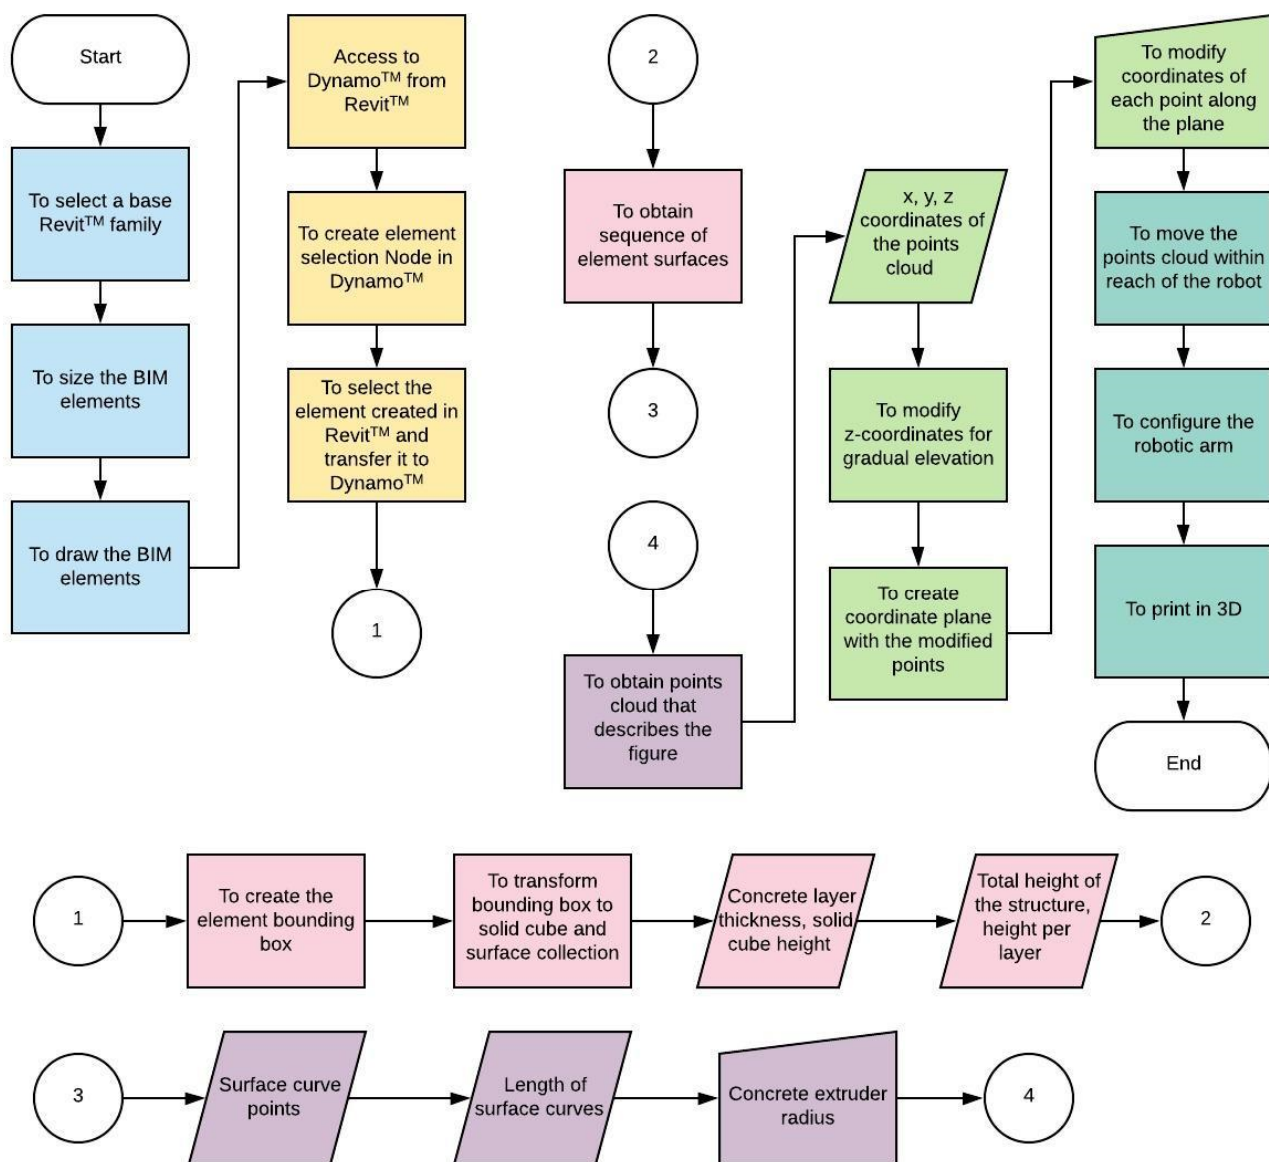 Start
To select a base
Revit™ family
To size the BIM
elements
To draw the BIM
elements
Access to
Dynamo™ from
Revit™
To create element
selection Node in
Dynamo™
To select the
element created in
Revit™ and
transfer it to
Dynamo™
1
2
To obtain
sequence of
element surfaces
3
4
To obtain points
cloud that
describes the
figure
x, y, z
coordinates of
the points
cloud
To modify
z-coordinates for
gradual elevation
To create
coordinate plane
with the modified
points
To modify
coordinates of
each point along
the plane
To move the
points cloud within
reach of the robot
To configure the
robotic arm
To print in 3D
End
1
To create the
element bounding
box
To transform
bounding box to
solid cube and
surface collection
Concrete layer
thickness, solid
cube height
Total height of
the structure,
height per
layer
2
3
Surface curve
points
Length of
surface curves
Concrete extruder
radius
4